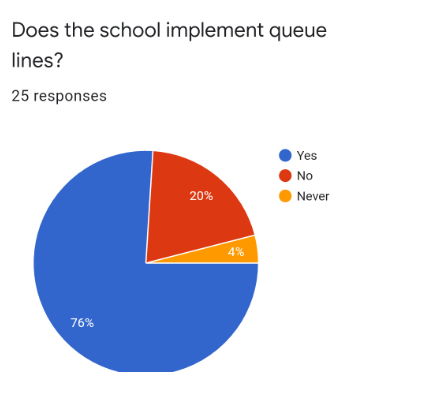 Does the school implement queue
lines?
25 responses
Yes
No
Never
20%
4%
76%